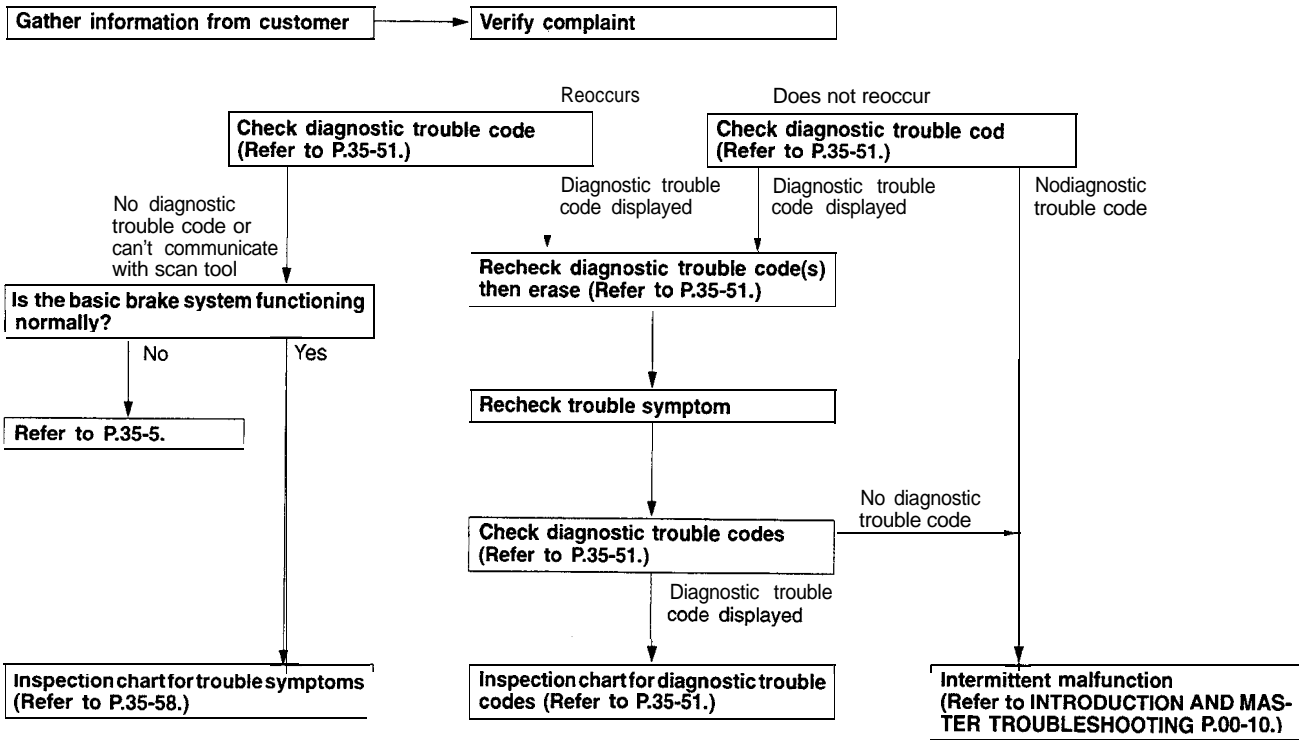 Gather information from customer
Verify complaint
Reoccurs
Does not reoccur
Check diagnostic trouble code
(Refer to P.35-51.)
Check diagnostic trouble cod
(Refer to P.35-51.)
No diagnostic
trouble code or
can't communicate
with scan tool
Diagnostic trouble
code displayed
Diagnostic trouble
code displayed
Nodiagnostic
trouble code
Is the basic brake system functioning
normally?
Recheck diagnostic trouble code(s)
then erase (Refer to P.35-51.)
No
Yes
Refer to P.35-5.
Recheck trouble symptom
Check diagnostic trouble codes
(Refer to P.35-51.)
No diagnostic
trouble code
Diagnostic trouble
code displayed
Inspection chart for trouble symptoms
(Refer to P.35-58.)
Inspection chart for diagnostic trouble
codes (Refer to P.35-51.)
Intermittent malfunction
(Refer to INTRODUCTION AND MAS-
TER TROUBLESHOOTING P.00-10.)